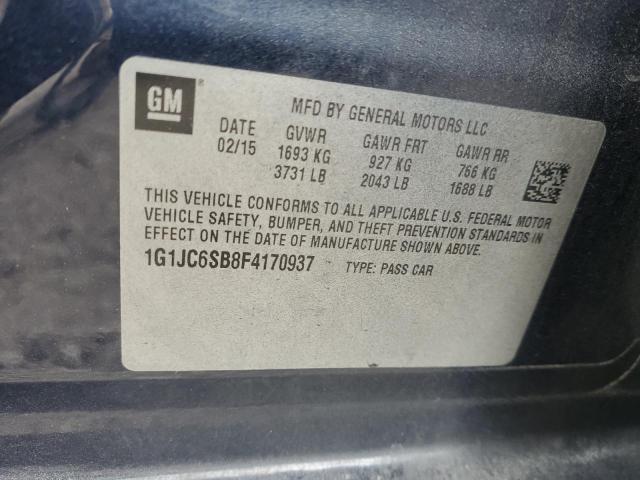 GM
MFD BY GENERAL MOTORS LLC
DATE GVWR GAWR FRT GAWR RR
02/15 1693 KG 927 KG 766 KG
3731 LB 2043 LB 1688 LB
THIS VEHICLE CONFORMS TO ALL APPLICABLE U.S. FEDERAL MOTOR
VEHICLE SAFETY, BUMPER, AND THEFT PREVENTION STANDARDS IN
EFFECT ON THE DATE OF MANUFACTURE SHOWN ABOVE.
1G1JC6SB8F4170937 TYPE: PASS CAR